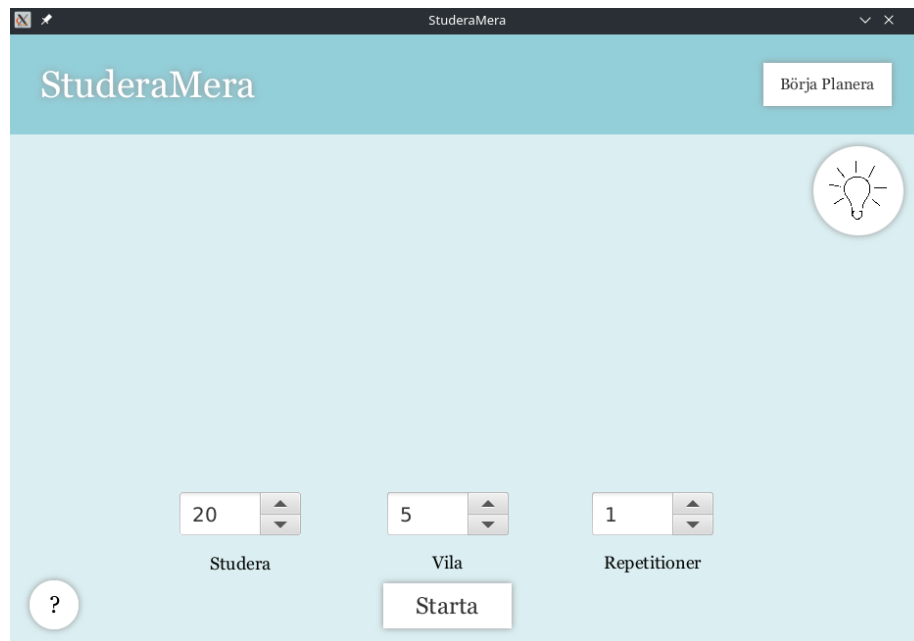 StuderaMera
StuderaMera
Börja Planera
20
5
1
Studera
Vila
Repetitioner
?
Starta